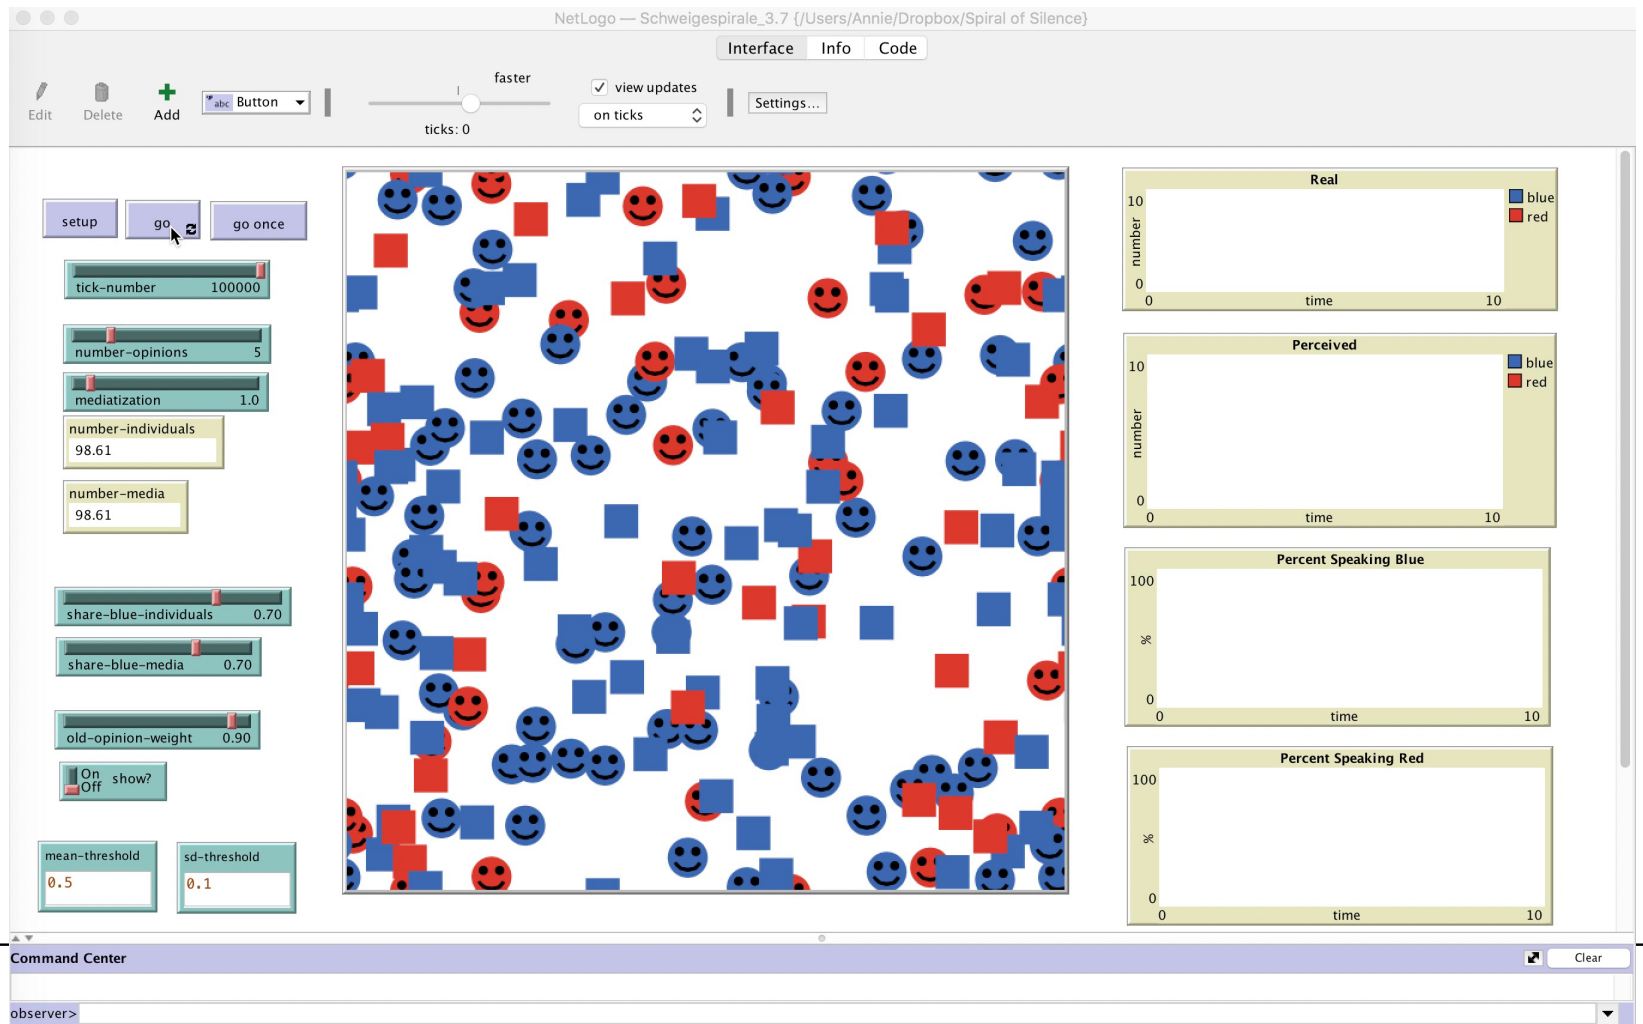 NetLogo — Schweigespirale_3.7 {/Users/Annie/Dropbox/Spiral of Silence}
Interface Info Code
Edit Delete Add abc Button
faster
ticks: 0
view updates
on ticks
Settings...
setup go go once
tick-number 100000
number-opinions 5
mediatization 1.0
number-individuals
98.61
number-media
98.61
share-blue-individuals 0.70
share-blue-media 0.70
old-opinion-weight 0.90
On
Off
show?
mean-threshold
0.5
sd-threshold
0.1
Real
10
number
0
0 time 10
blue
red
Perceived
10
number
0
0 time 10
blue
red
Percent Speaking Blue
100
%
0
0 time 10
Percent Speaking Red
100
%
0
0 time 10
Command Center
Clear
observer>